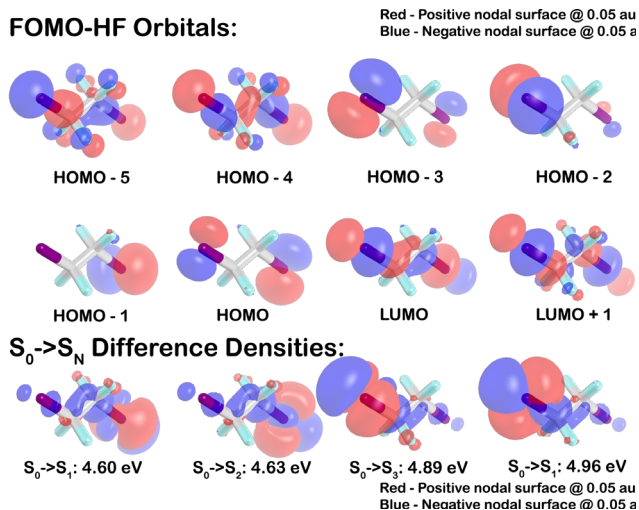 FOMO-HF Orbitals:
Red - Positive nodal surface @ 0.05 au
Blue - Negative nodal surface @ 0.05 a
HOMO - 5
HOMO - 4
HOMO - 3
HOMO - 2
HOMO - 1
HOMO
LUMO
LUMO + 1
S0->SN Difference Densities:
S0->S1: 4.60 eV
S0->S2: 4.63 eV
S0->S3: 4.89 eV
S0->S1: 4.96 eV
Red - Positive nodal surface @ 0.05 au
Blue - Negative nodal surface @ 0.05 a